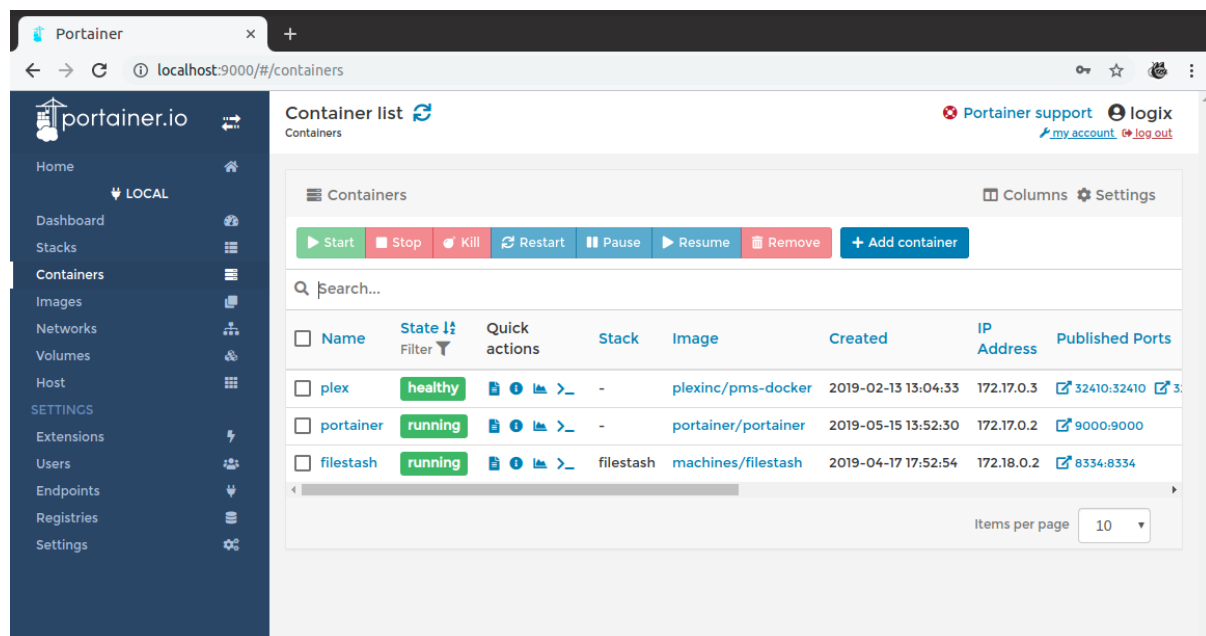 Portainer
localhost:9000/#/containers
portainer.io
Home
LOCAL
Dashboard
Stacks
Containers
Images
Networks
Volumes
Host
SETTINGS
Extensions
Users
Endpoints
Registries
Settings
Container list
Containers
Portainer support logix
my account log out
Containers
Columns Settings
Start Stop Kill Restart Pause Resume Remove + Add container
Search...
Name State Filter Quick actions Stack Image Created IP Address Published Ports
plex healthy - plexinc/pms-docker 2019-02-13 13:04:33 172.17.0.3 32410:32410
portainer running - portainer/portainer 2019-05-15 13:52:30 172.17.0.2 9000:9000
filestash running filestash machines/filestash 2019-04-17 17:52:54 172.18.0.2 8334:8334
Items per page 10